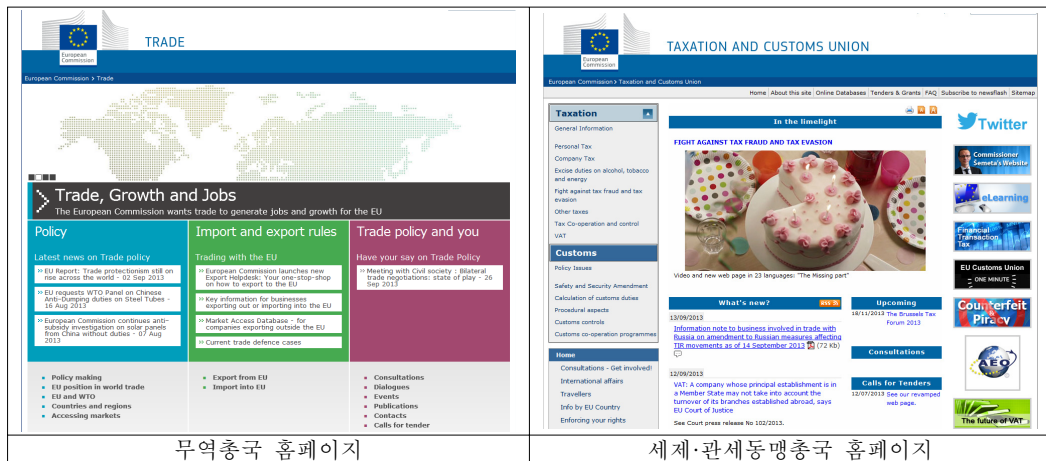 European
Commission
TRADE
European Commission > Trade
Trade, Growth and Jobs
The European Commission wants trade to generate jobs and growth for the EU
Policy
Latest news on Trade policy
>> EU Report: Trade protectionism still on
rise across the world - 02 Sep 2013
>> EU requests WTO Panel on Chinese
Anti-Dumping duties on Steel Tubes -
16 Aug 2013
>> European Commission continues anti-
subsidy investigation on solar panels
from China without duties - 07 Aug
2013
Import and export rules
Trading with the EU
>> European Commission launches new
Export Helpdesk: Your one-stop-shop
on how to export to the EU
>> Key information for businesses
exporting out or importing into the EU
>> Market Access Database - for
companies exporting outside the EU
>> Current trade defence cases
Trade policy and you
Have your say on Trade Policy
>> Meeting with Civil society : Bilateral
trade negotiations: state of play - 26
Sep 2013
Policy making
EU position in world trade
EU and WTO
Countries and regions
Accessing markets
Export from EU
Import into EU
Consultations
Dialogues
Events
Publications
Contacts
Calls for tender
무역총국 홈페이지
European
Commission
TAXATION AND CUSTOMS UNION
European Commission > Taxation and Customs Union
Home | About this site | Online Databases | Tenders & Grants | FAQ | Subscribe to newsflash | Sitemap
Taxation
General Information
Personal Tax
Company Tax
Excise duties on alcohol, tobacco
and energy
Fight against tax fraud and tax
evasion
Other taxes
Tax Co-operation and control
VAT
Customs
Policy Issues
Safety and Security Amendment
Calculation of customs duties
Procedural aspects
Customs controls
Customs co-operation programmes
Home
Consultations - Get involved!
International affairs
Travellers
Info by EU Country
Enforcing your rights
In the limelight
FIGHT AGAINST TAX FRAUD AND TAX EVASION
Video and new web page in 23 languages: "The Missing part"
What's new?
RSS
13/09/2013
Information note to business involved in trade with
Russia on amendment to Russian measures affecting
TIR movements as of 14 September 2013 (72 Kb)
12/09/2013
VAT: A company whose principal establishment is in
a Member State may not take into account the
turnover of its branches established abroad, says
EU Court of Justice
See Court press release No 102/2013.
Upcoming
18/11/2013 The Brussels Tax
Forum 2013
Consultations
Calls for Tenders
12/07/2013 See our revamped
web page.
Twitter
Commissioner
Semeta's Website
eLearning
Financial
Transaction
Tax
EU Customs Union
ONE MINUTE
Counterfeit
&
Piracy
AEO
The future of VAT
세제·관세동맹총국 홈페이지